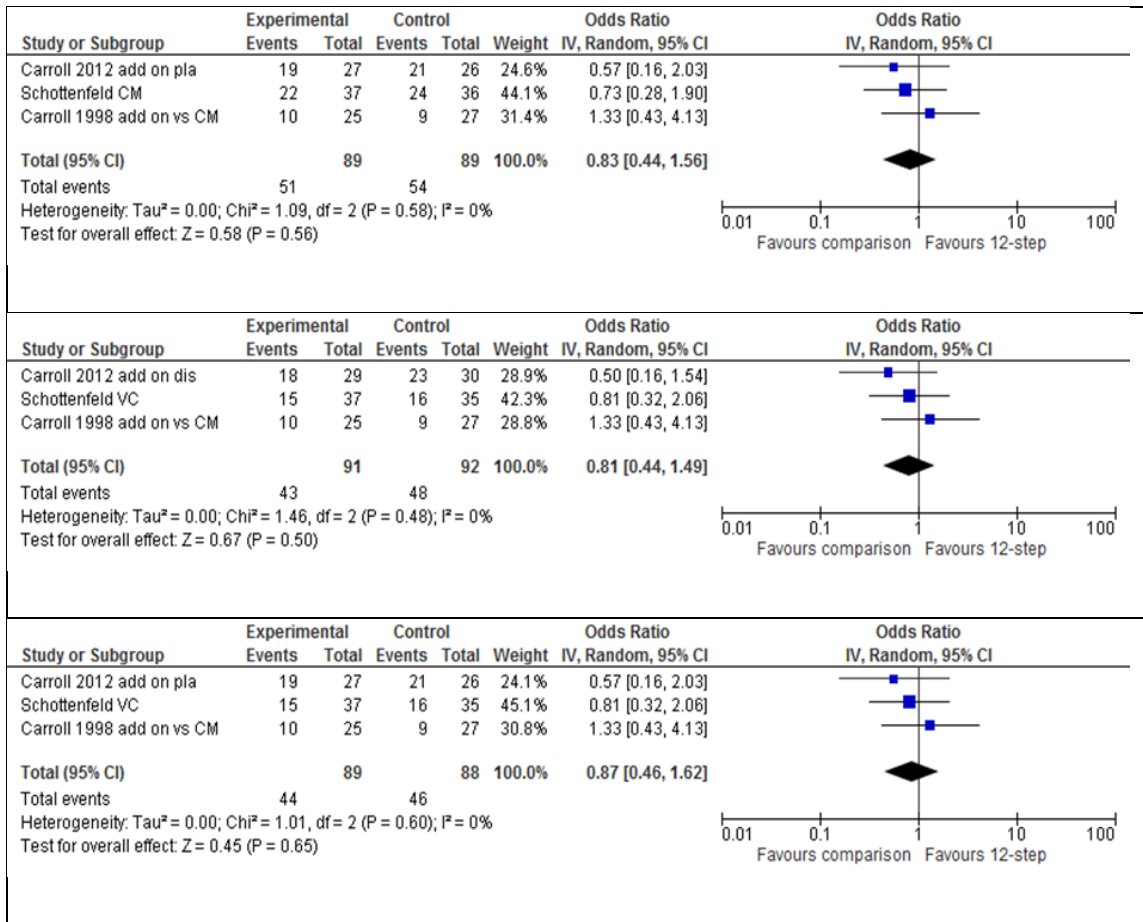 Experimental Control Odds Ratio Odds Ratio
Study or Subgroup Events Total Events Total Weight IV, Random, 95% CI IV, Random, 95% CI
Carroll 2012 add on pla 19 27 21 26 24.6% 0.57 [0.16, 2.03]
Schottenfeld CM 22 37 24 36 44.1% 0.73 [0.28, 1.90]
Carroll 1998 add on vs CM 10 25 9 27 31.4% 1.33 [0.43, 4.13]
Total (95% CI) 89 89 100.0% 0.83 [0.44, 1.56]
Total events 51 54
Heterogeneity: Tau² = 0.00; Chi² = 1.09, df = 2 (P = 0.58); I² = 0%
Test for overall effect: Z = 0.58 (P = 0.56)
0.01 0.1 1 10 100
Favours comparison Favours 12-step
Experimental Control Odds Ratio Odds Ratio
Study or Subgroup Events Total Events Total Weight IV, Random, 95% CI IV, Random, 95% CI
Carroll 2012 add on dis 18 29 23 30 28.9% 0.50 [0.16, 1.54]
Schottenfeld VC 15 37 16 35 42.3% 0.81 [0.32, 2.06]
Carroll 1998 add on vs CM 10 25 9 27 28.8% 1.33 [0.43, 4.13]
Total (95% CI) 91 92 100.0% 0.81 [0.44, 1.49]
Total events 43 48
Heterogeneity: Tau² = 0.00; Chi² = 1.46, df = 2 (P = 0.48); I² = 0%
Test for overall effect: Z = 0.67 (P = 0.50)
0.01 0.1 1 10 100
Favours comparison Favours 12-step
Experimental Control Odds Ratio Odds Ratio
Study or Subgroup Events Total Events Total Weight IV, Random, 95% CI IV, Random, 95% CI
Carroll 2012 add on pla 19 27 21 26 24.1% 0.57 [0.16, 2.03]
Schottenfeld VC 15 37 16 35 45.1% 0.81 [0.32, 2.06]
Carroll 1998 add on vs CM 10 25 9 27 30.8% 1.33 [0.43, 4.13]
Total (95% CI) 89 88 100.0% 0.87 [0.46, 1.62]
Total events 44 46
Heterogeneity: Tau² = 0.00; Chi² = 1.01, df = 2 (P = 0.60); I² = 0%
Test for overall effect: Z = 0.45 (P = 0.65)
0.01 0.1 1 10 100
Favours comparison Favours 12-step